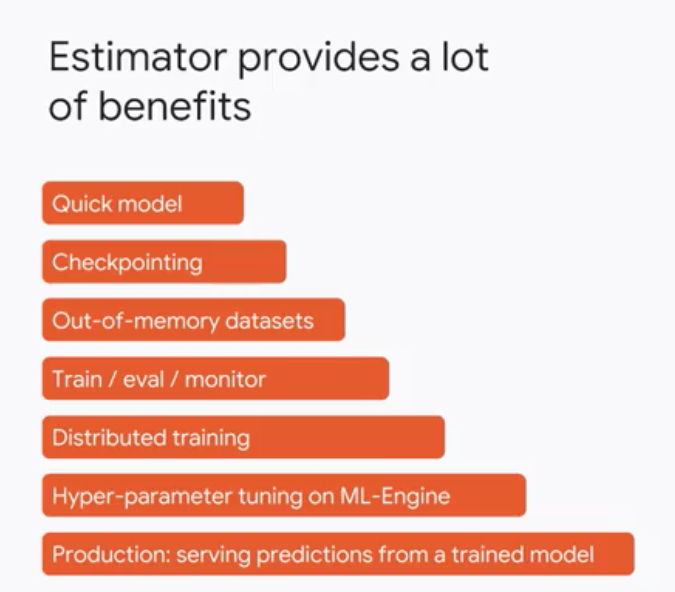 Estimator provides a lot
of benefits
Quick model
Checkpointing
Out-of-memory datasets
Train / eval / monitor
Distributed training
Hyper-parameter tuning on ML-Engine
Production: serving predictions from a trained model